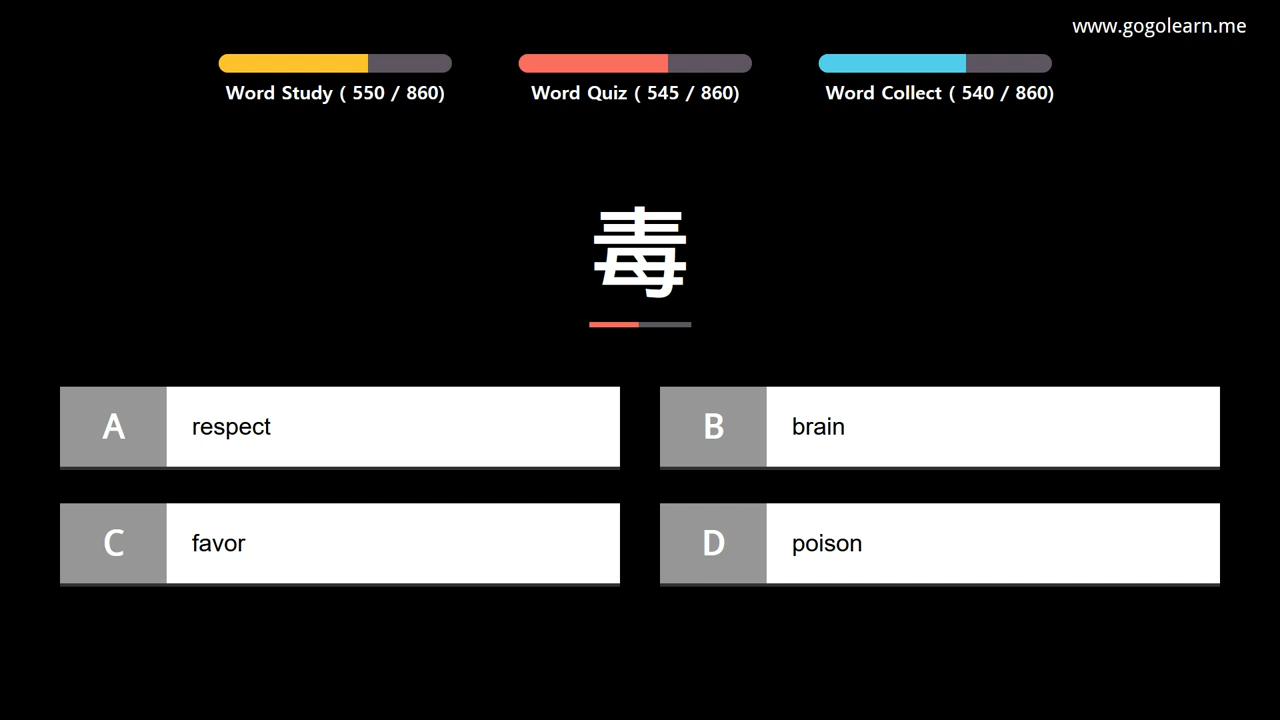 www.gogolearn.me
Word Study ( 550 / 860)
Word Quiz ( 545 / 860)
Word Collect ( 540 / 860)
毒
A respect
B brain
C favor
D poison